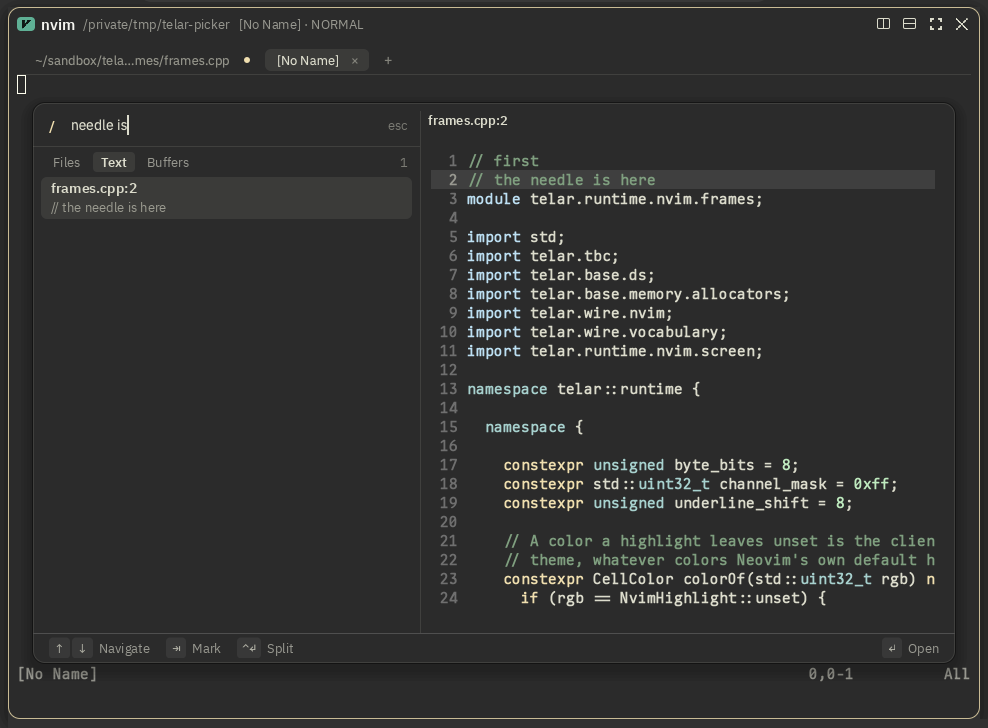 nvim /private/tmp/telar-picker [No Name] · NORMAL
~/sandbox/tela...mes/frames.cpp • [No Name] × +
/ needle is esc
Files Text Buffers 1
frames.cpp:2
// the needle is here
frames.cpp:2
1 // first
2 // the needle is here
3 module telar.runtime.nvim.frames;
4
5 import std;
6 import telar.tbc;
7 import telar.base.ds;
8 import telar.base.memory.allocators;
9 import telar.wire.nvim;
10 import telar.wire.vocabulary;
11 import telar.runtime.nvim.screen;
12
13 namespace telar::runtime {
14
15 namespace {
16
17 constexpr unsigned byte_bits = 8;
18 constexpr std::uint32_t channel_mask = 0xff;
19 constexpr unsigned underline_shift = 8;
20
21 // A color a highlight leaves unset is the clien
22 // theme, whatever colors Neovim's own default h
23 constexpr CellColor colorOf(std::uint32_t rgb) n
24 if (rgb == NvimHighlight::unset) {
↑ ↓ Navigate ⇥ Mark ^↵ Split ↵ Open
[No Name] 0,0-1 All